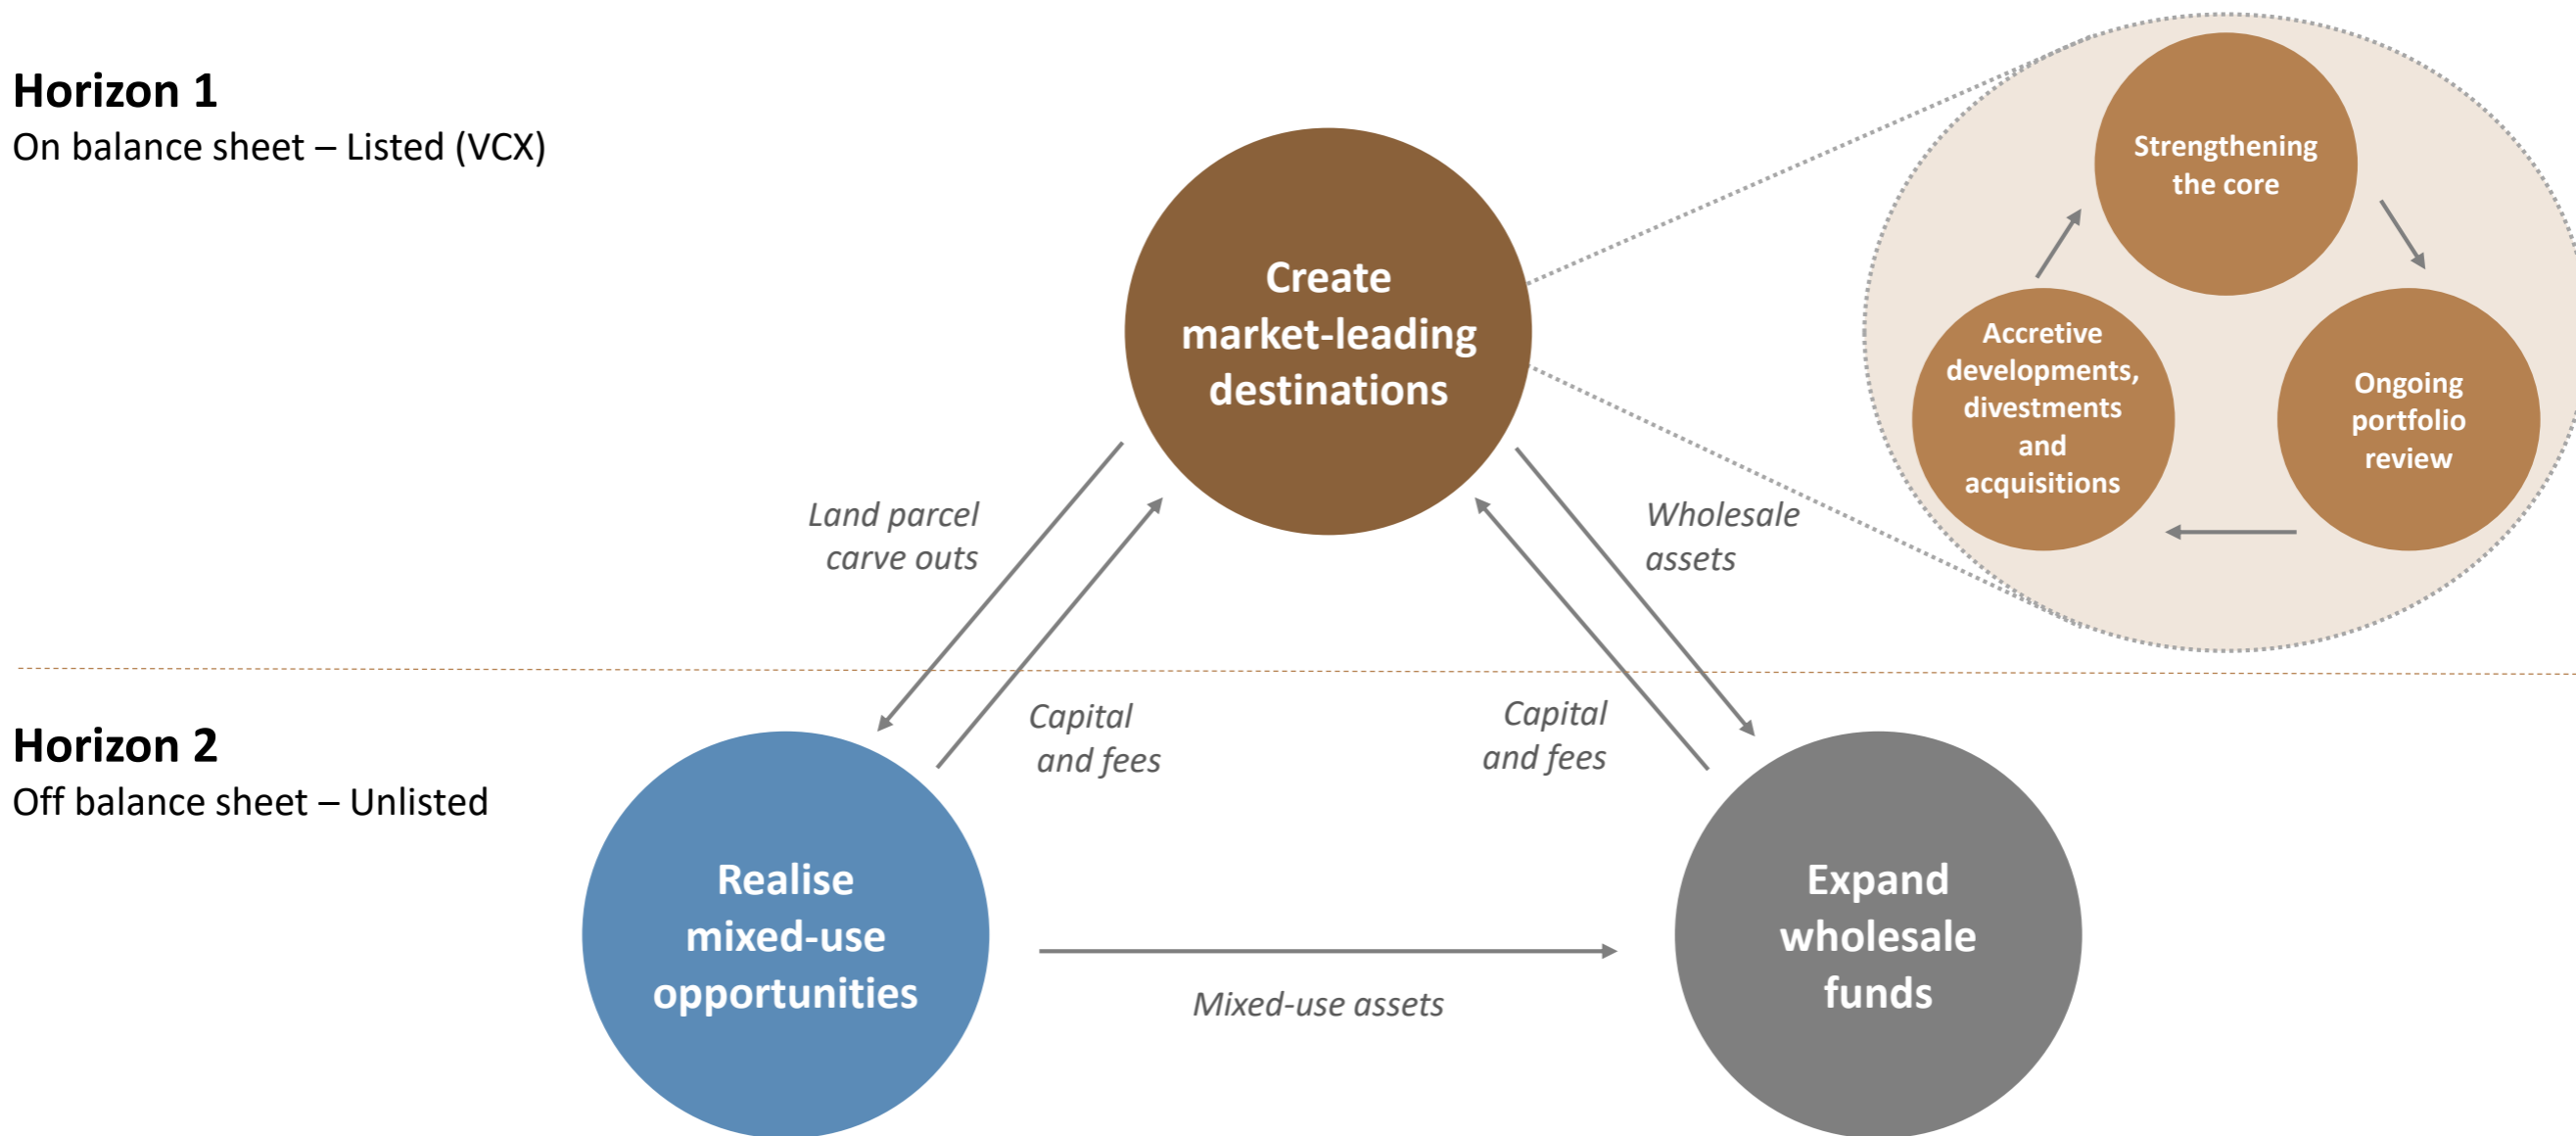 Horizon 1
On balance sheet – Listed (VCX)
Create
market-leading
destinations
Strengthening
the core
Accretive
developments,
divestments
and
acquisitions
Ongoing
portfolio
review
Land parcel
carve outs
Wholesale
assets
Horizon 2
Off balance sheet – Unlisted
Capital
and fees
Capital
and fees
Realise
mixed-use
opportunities
Mixed-use assets
Expand
wholesale
funds